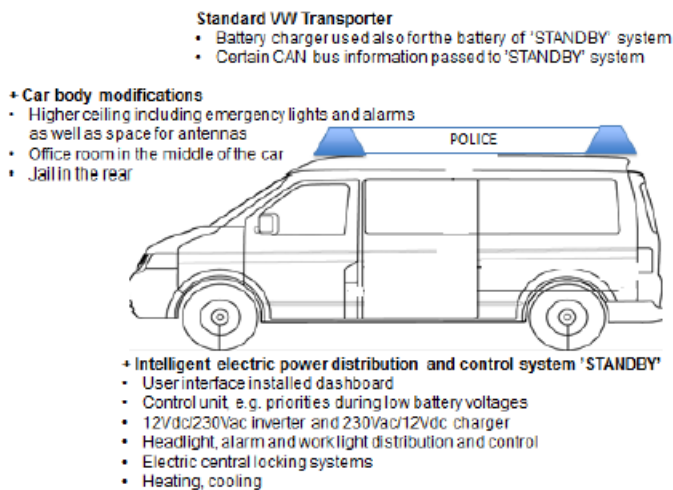 Standard VW Transporter
• Battery charger used also for the battery of 'STANDBY' system
• Certain CAN bus information passed to 'STANDBY' system
+ Car body modifications
• Higher ceiling including emergency lights and alarms
as well as space for antennas
• Office room in the middle of the car
• Jail in the rear
POLICE
+ Intelligent electric power distribution and control system 'STANDBY'
• User interface installed dashboard
• Control unit, e.g. priorities during low battery voltages
• 12Vdc/230Vac inverter and 230Vac/12Vdc charger
• Headlight, alarm and work light distribution and control
• Electric central locking systems
• Heating, cooling